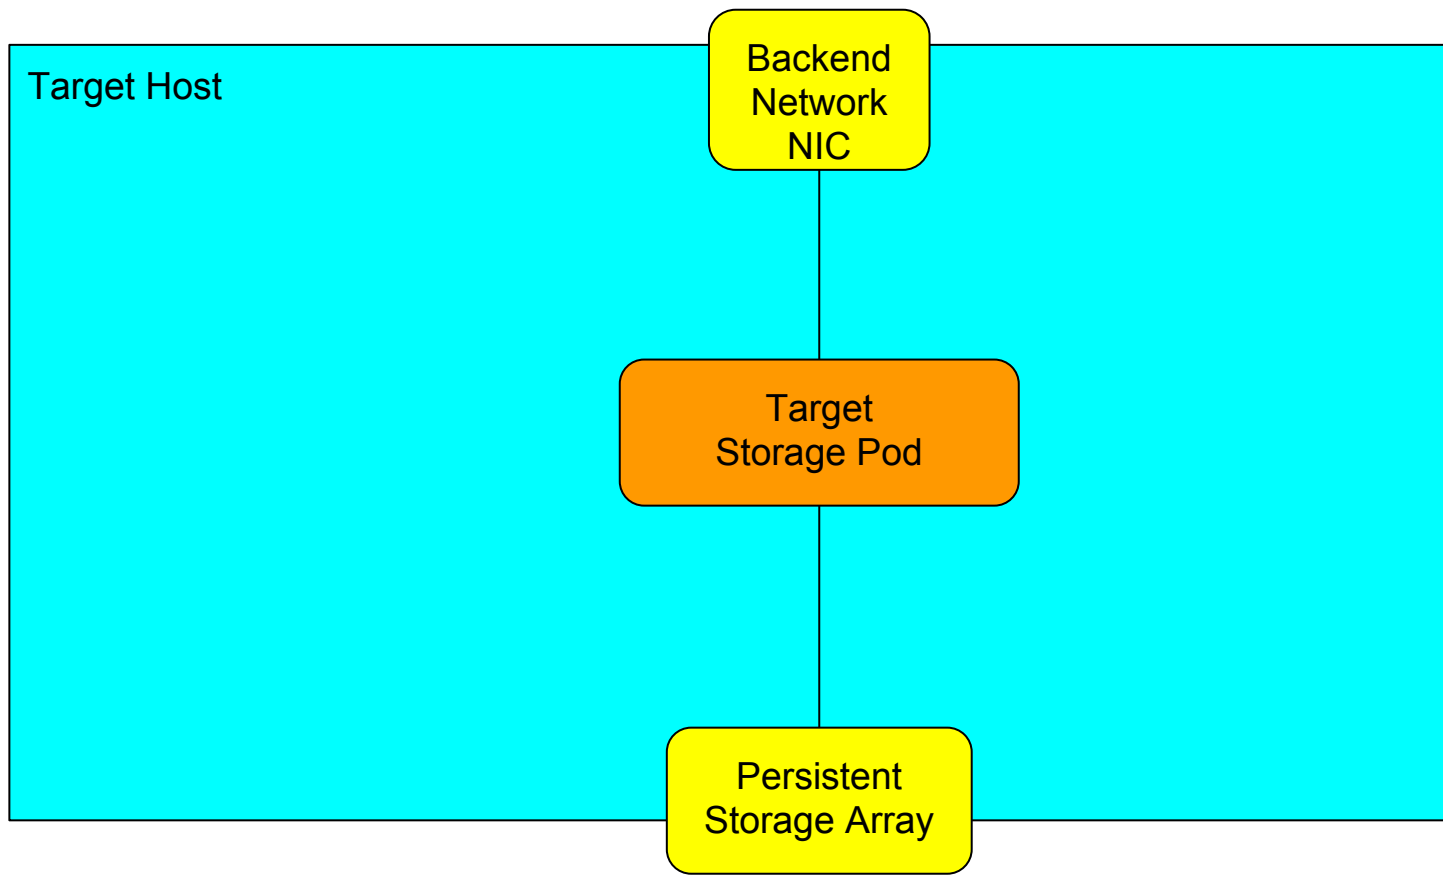 Target Host
Backend
Network
NIC
Target
Storage Pod
Persistent
Storage Array